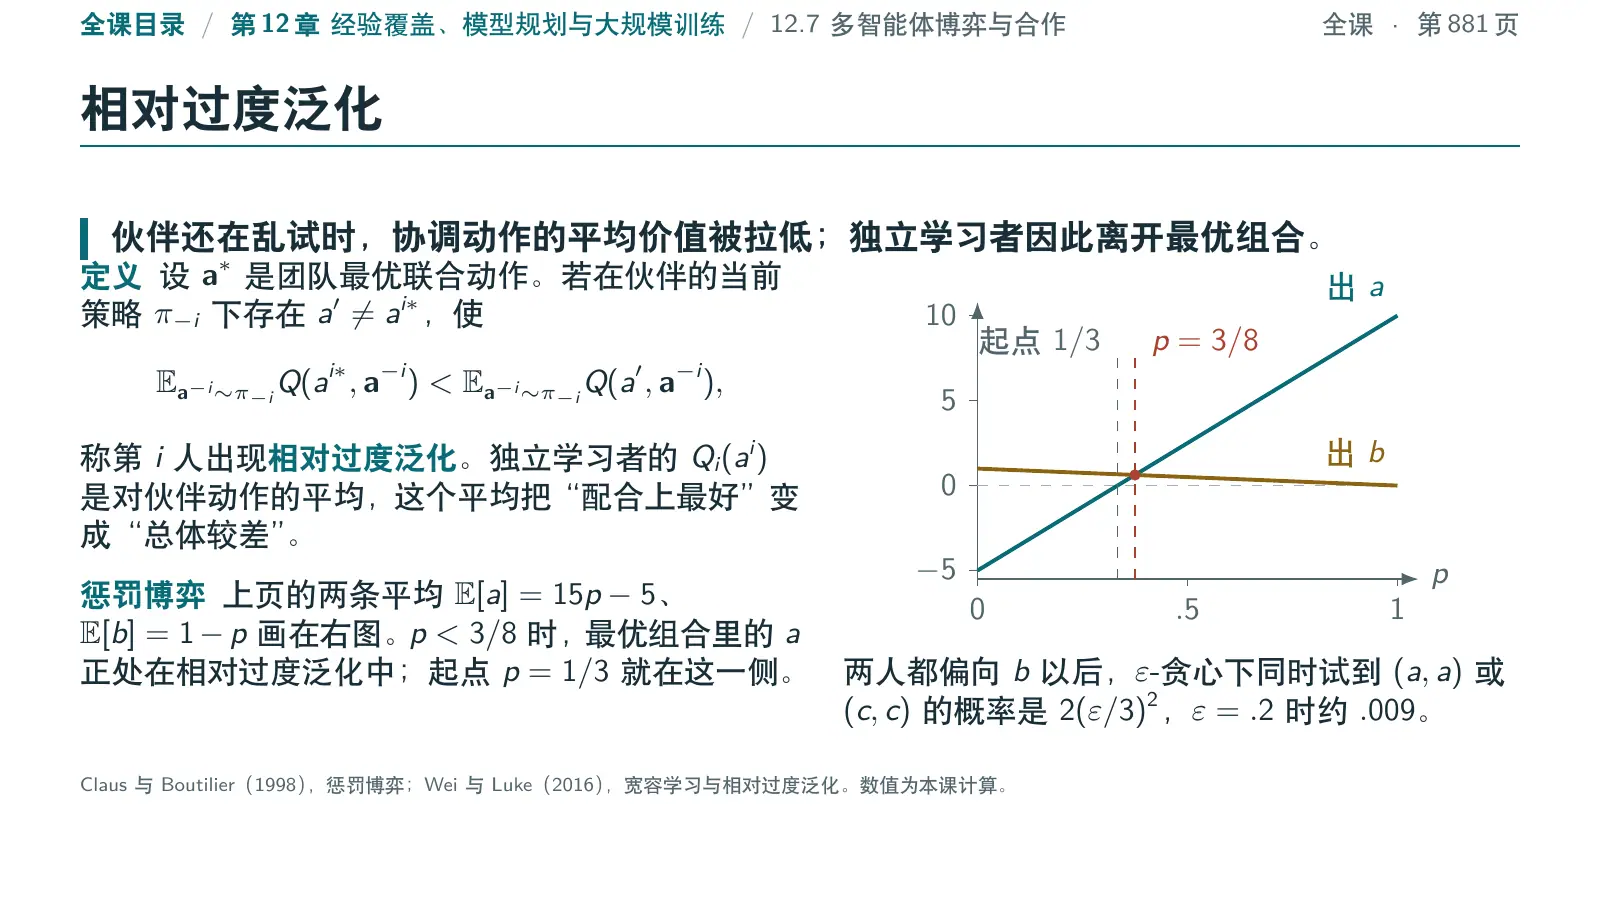 全课目录 / 第 12 章 经验覆盖、模型规划与大规模训练 / 12.7 多智能体博弈与合作 全课 · 第 881 页
相对过度泛化
伙伴还在乱试时，协调动作的平均价值被拉低；独立学习者因此离开最优组合。
定义 设 a* 是团队最优联合动作。若在伙伴的当前
策略 π₋ᵢ 下存在 a′ ≠ aⁱ*，使
𝔼_{a⁻ⁱ∼π₋ᵢ}Q(aⁱ*, a⁻ⁱ) < 𝔼_{a⁻ⁱ∼π₋ᵢ}Q(a′, a⁻ⁱ),
称第 i 人出现相对过度泛化。独立学习者的 Qᵢ(aⁱ)
是对伙伴动作的平均，这个平均把“配合上最好”变
成“总体较差”。
惩罚博弈 上页的两条平均 𝔼[a] = 15p − 5、
𝔼[b] = 1 − p 画在右图。p < 3/8 时，最优组合里的 a
正处在相对过度泛化中；起点 p = 1/3 就在这一侧。
出 a
10
起点 1/3 p = 3/8
5
出 b
0
−5
p
0 .5 1
两人都偏向 b 以后，ε-贪心下同时试到 (a, a) 或
(c, c) 的概率是 2(ε/3)²，ε = .2 时约 .009。
Claus 与 Boutilier (1998)，惩罚博弈；Wei 与 Luke (2016)，宽容学习与相对过度泛化。数值为本课计算。